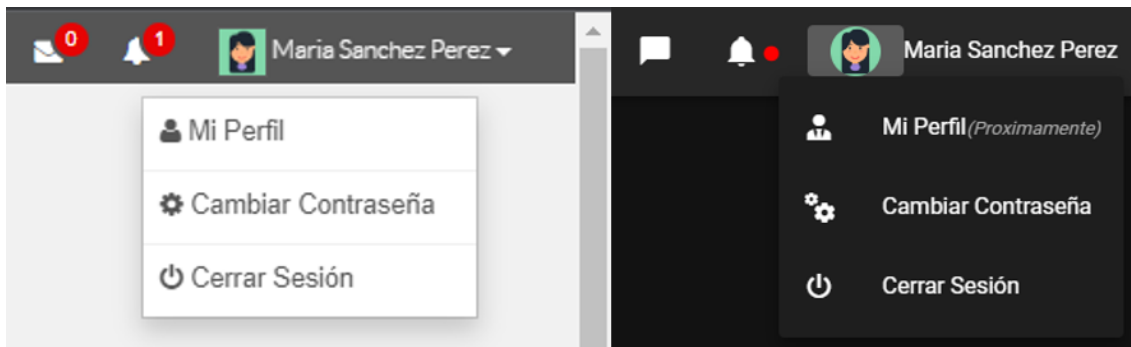 0
1
Maria Sanchez Perez
Mi Perfil
Cambiar Contraseña
Cerrar Sesión
Maria Sanchez Perez
Mi Perfil (Proximamente)
Cambiar Contraseña
Cerrar Sesión